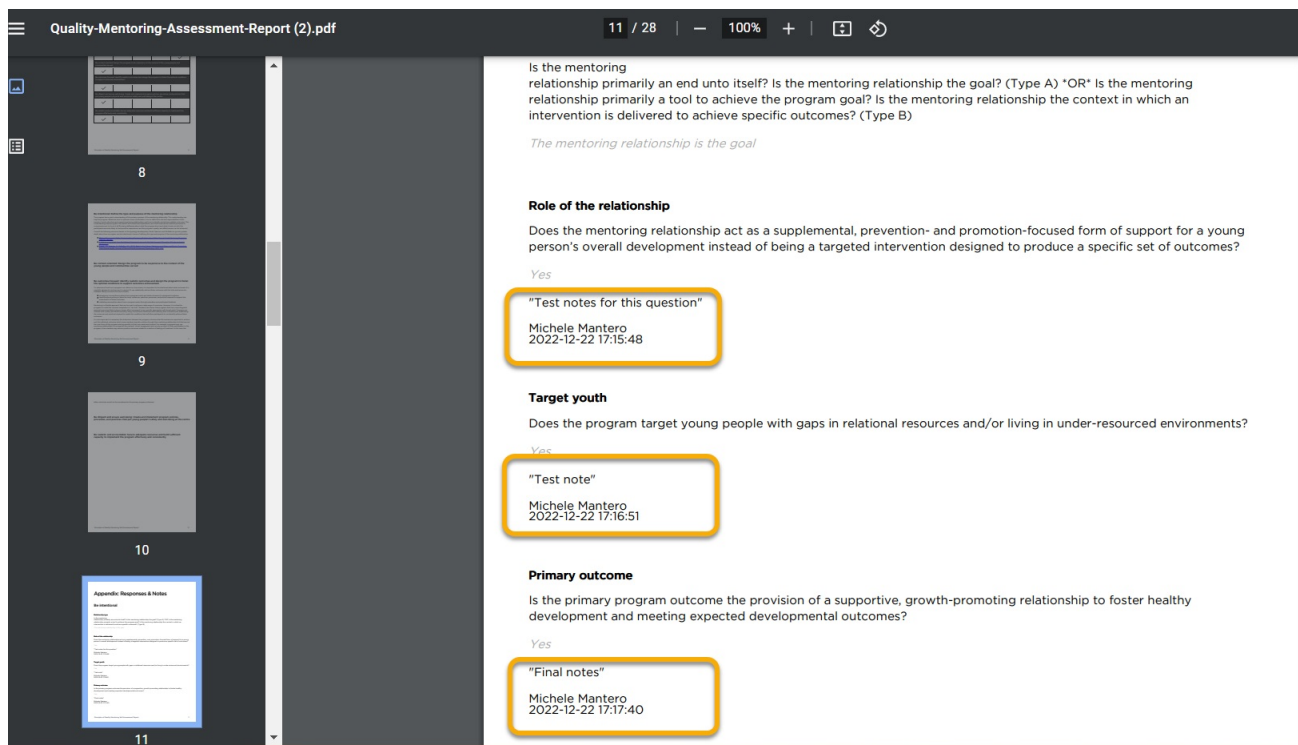 Quality-Mentoring-Assessment-Report (2).pdf
11 / 28
100%
8
9
10
Appendix: Responses & Notes
Be Intentional
11
Is the mentoring
relationship primarily an end unto itself? Is the mentoring relationship the goal? (Type A) *OR* Is the mentoring
relationship primarily a tool to achieve the program goal? Is the mentoring relationship the context in which an
intervention is delivered to achieve specific outcomes? (Type B)
The mentoring relationship is the goal
Role of the relationship
Does the mentoring relationship act as a supplemental, prevention- and promotion-focused form of support for a young
person's overall development instead of being a targeted intervention designed to produce a specific set of outcomes?
Yes
"Test notes for this question"
Michele Mantero
2022-12-22 17:15:48
Target youth
Does the program target young people with gaps in relational resources and/or living in under-resourced environments?
Yes
"Test note"
Michele Mantero
2022-12-22 17:16:51
Primary outcome
Is the primary program outcome the provision of a supportive, growth-promoting relationship to foster healthy
development and meeting expected developmental outcomes?
Yes
"Final notes"
Michele Mantero
2022-12-22 17:17:40